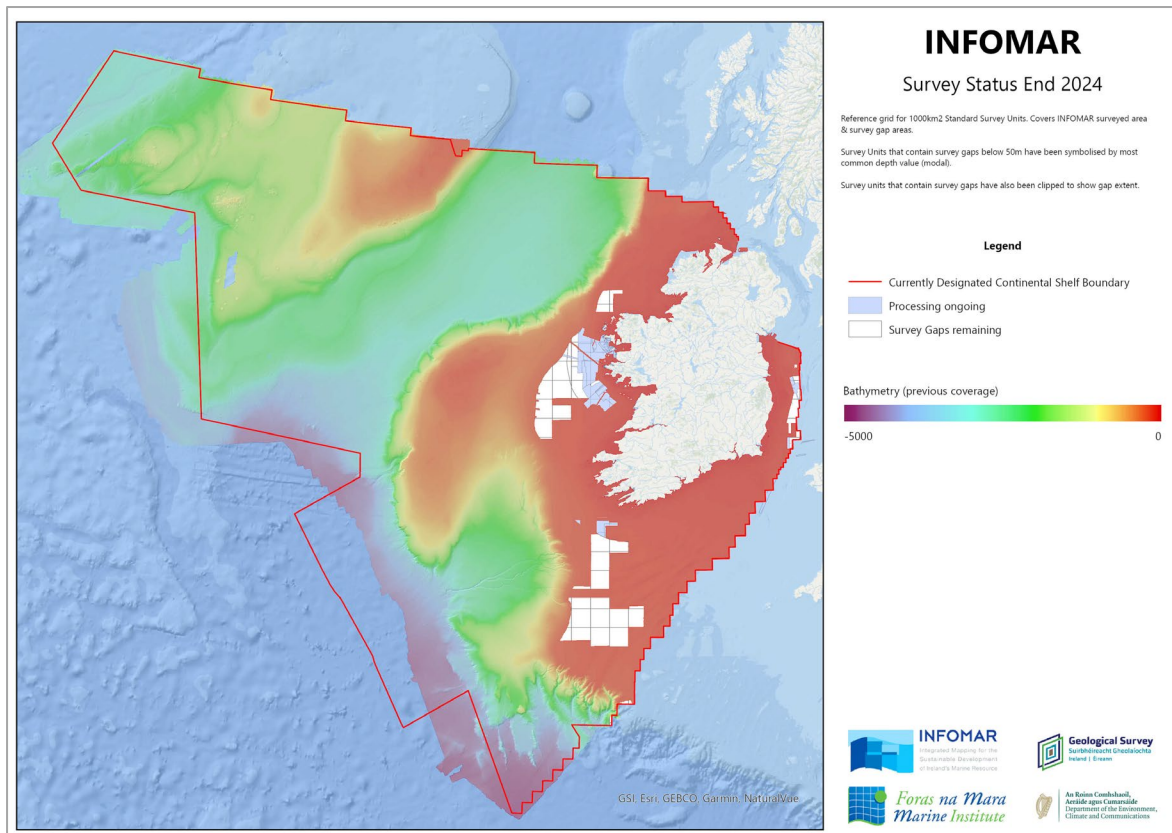 INFOMAR
Survey Status End 2024
Reference grid for 1000km2 Standard Survey Units. Covers INFOMAR surveyed area
& survey gap areas.
Survey Units that contain survey gaps below 50m have been symbolised by most
common depth value (modal).
Survey units that contain survey gaps have also been clipped to show gap extent.
Legend
Currently Designated Continental Shelf Boundary
Processing ongoing
Survey Gaps remaining
Bathymetry (previous coverage)
-5000
0
GSI, Esri, GEBCO, Garmin, NaturalVue
INFOMAR
Integrated Mapping for the
Sustainable Development
of Ireland's Marine Resource
Geological Survey
Suirbhéireacht Gheolaíochta
Ireland | Éireann
Foras na Mara
Marine Institute
An Roinn Comhshaoil,
Aeráide agus Cumarsáide
Department of the Environment,
Climate and Communications